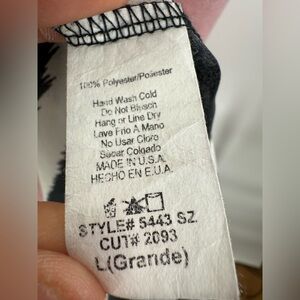 100% Polyester/Poliester
Hand Wash Cold
Do Not Bleach
Hang or Line Dry
Lave Frio A Mano
No Usar Cloro
Secar Colgado
MADE IN U.S.A.
HECHO EN E.U.A.
STYLE# 5443 SZ.
CUT# 2093
L(Grande)